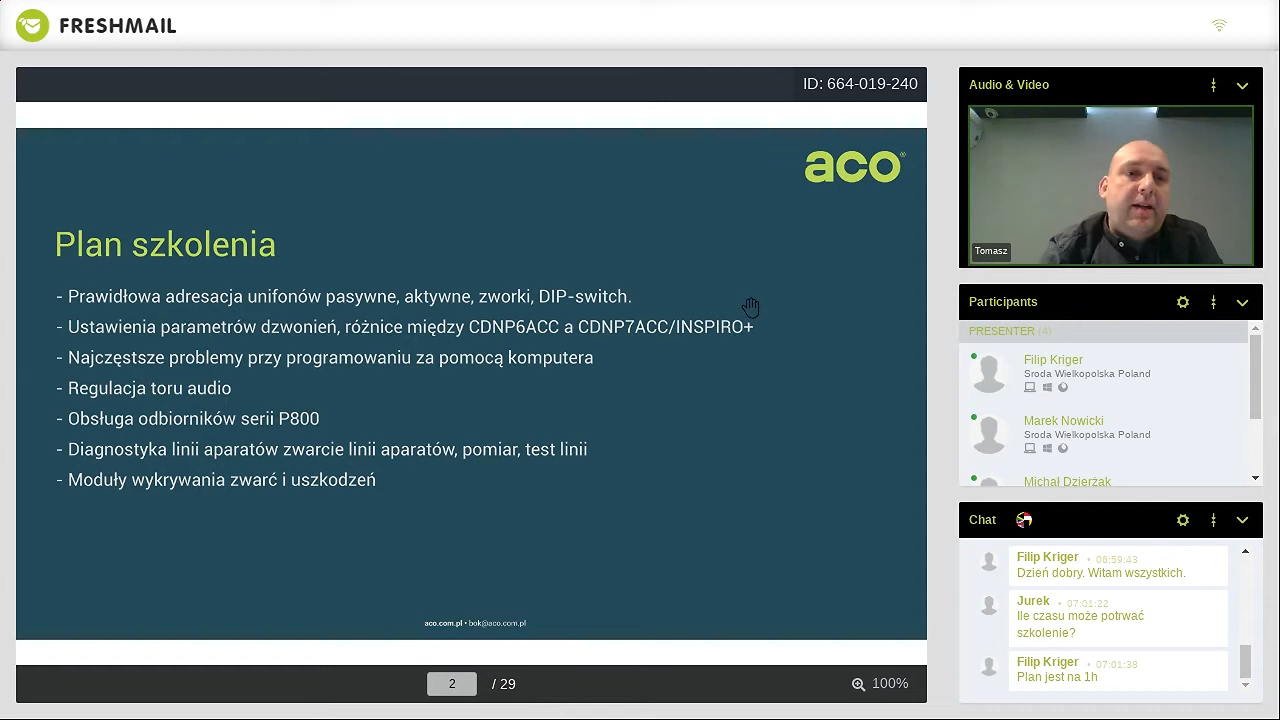 FRESHMAIL
ID: 664-019-240
aco®
Plan szkolenia
- Prawidłowa adresacja unifonów pasywne, aktywne, zworki, DIP-switch.
- Ustawienia parametrów dzwonień, różnice między CDNP6ACC a CDNP7ACC/INSPIRO+
- Najczęstsze problemy przy programowaniu za pomocą komputera
- Regulacja toru audio
- Obsługa odbiorników serii P800
- Diagnostyka linii aparatów zwarcie linii aparatów, pomiar, test linii
- Moduły wykrywania zwarć i uszkodzeń
aco.com.pl • bok@aco.com.pl
2 / 29
100%
Audio & Video
Tomasz
Participants
PRESENTER (4)
Filip Kriger
Sroda Wielkopolska Poland
Marek Nowicki
Sroda Wielkopolska Poland
Michał Dzierżak
Chat
Filip Kriger • 06:59:43
Dzień dobry. Witam wszystkich.
Jurek • 07:01:22
Ile czasu może potrwać
szkolenie?
Filip Kriger • 07:01:38
Plan jest na 1h